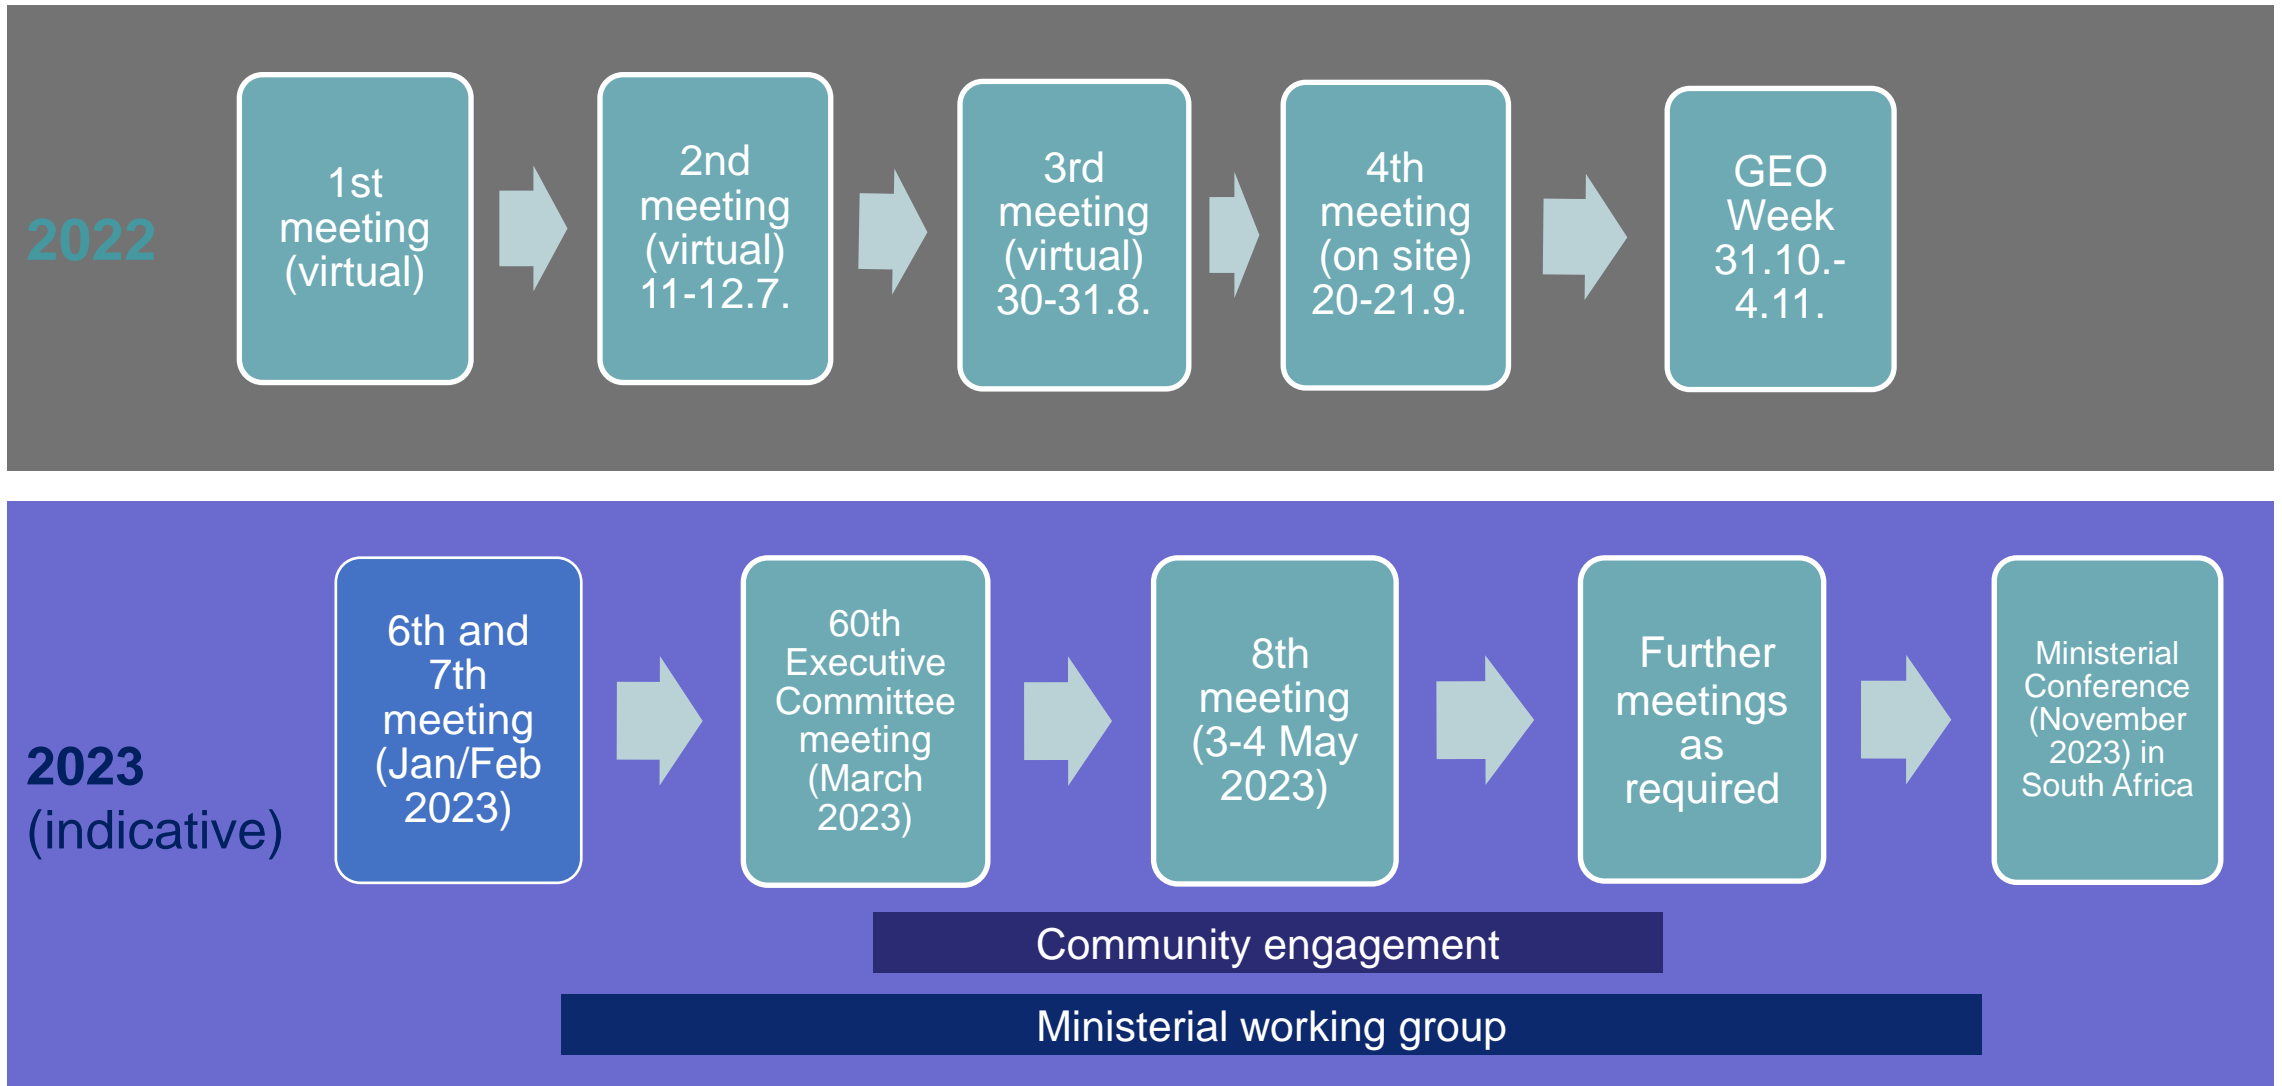 2022
1st
meeting
(virtual)
2nd
meeting
(virtual)
11-12.7.
3rd
meeting
(virtual)
30-31.8.
4th
meeting
(on site)
20-21.9.
GEO
Week
31.10.-
4.11.
2023
(indicative)
6th and
7th
meeting
(Jan/Feb
2023)
60th
Executive
Committee
meeting
(March
2023)
8th
meeting
(3-4 May
2023)
Further
meetings
as
required
Ministerial
Conference
(November
2023) in
South Africa
Community engagement
Ministerial working group